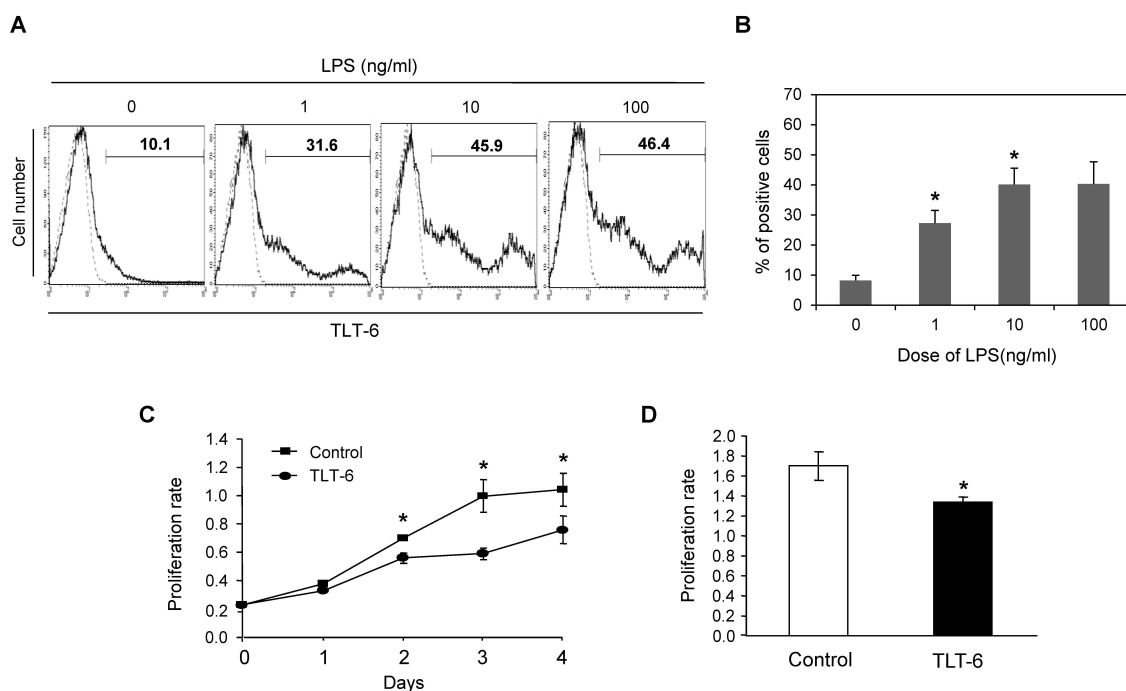 A
LPS (ng/ml)
0 1 10 100
10.1 31.6 45.9 46.4
Cell number
TLT-6
B
70
60
50
40
30
20
10
0
% of positive cells
* *
0 1 10 100
Dose of LPS(ng/ml)
C
1.4
1.2
1.0
0.8
0.6
0.4
0.2
0.0
Proliferation rate
Control
TLT-6
* * *
0 1 2 3 4
Days
D
2.0
1.8
1.6
1.4
1.2
1.0
0.8
0.6
0.4
0.2
0.0
Proliferation rate
*
Control TLT-6